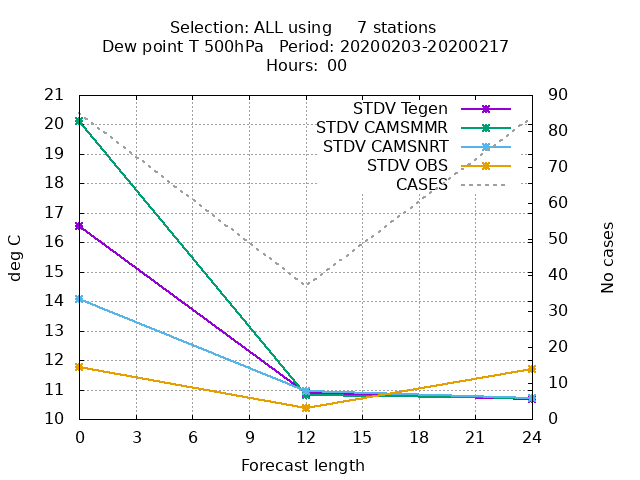 Selection: ALL using     7 stations
Dew point T 500hPa   Period: 20200203-20200217
Hours:  00
21
20
19
18
17
16
15
14
13
12
11
10
deg C
STDV Tegen
STDV CAMSMMR
STDV CAMSNRT
STDV OBS
CASES
90
80
70
60
50
40
30
20
10
0
No cases
0 3 6 9 12 15 18 21 24
Forecast length